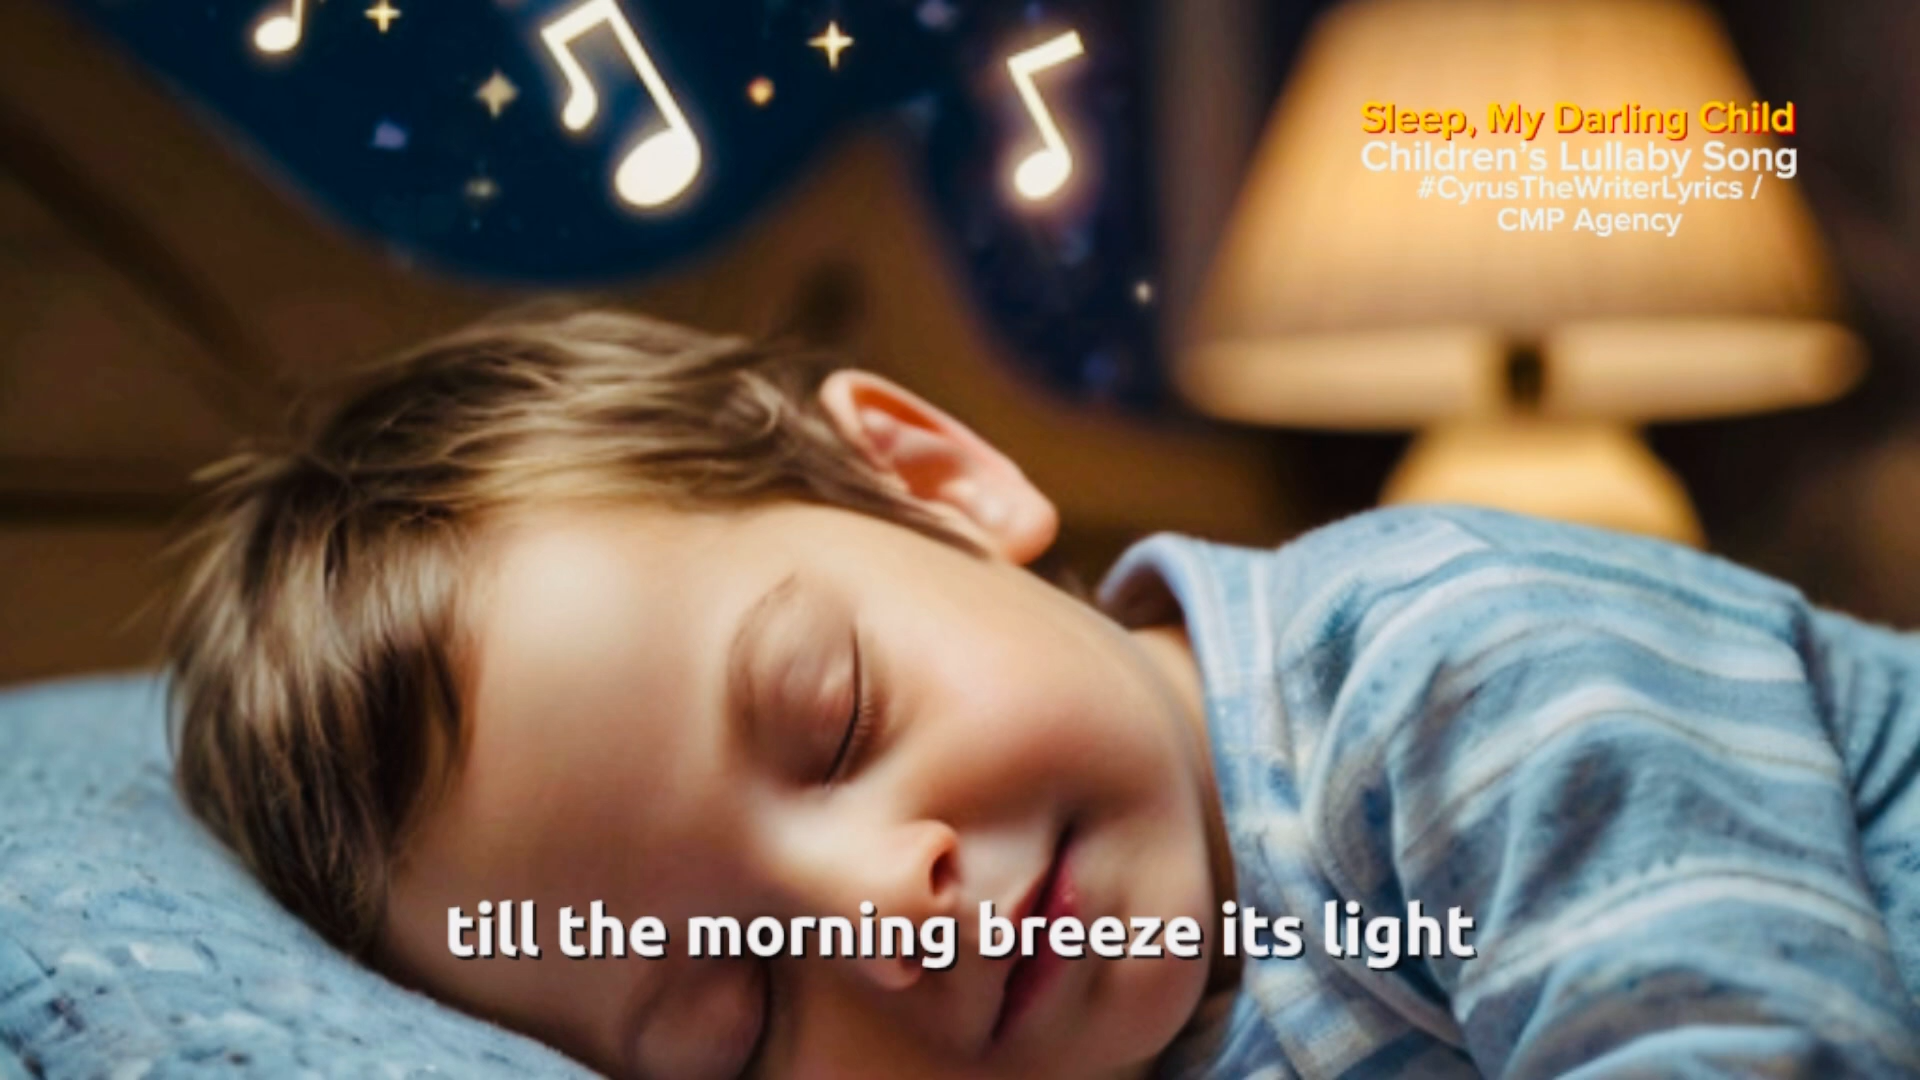 Sleep, My Darling Child
Children's Lullaby Song
#CyrusTheWriterLyrics /
CMP Agency
till the morning breeze its light